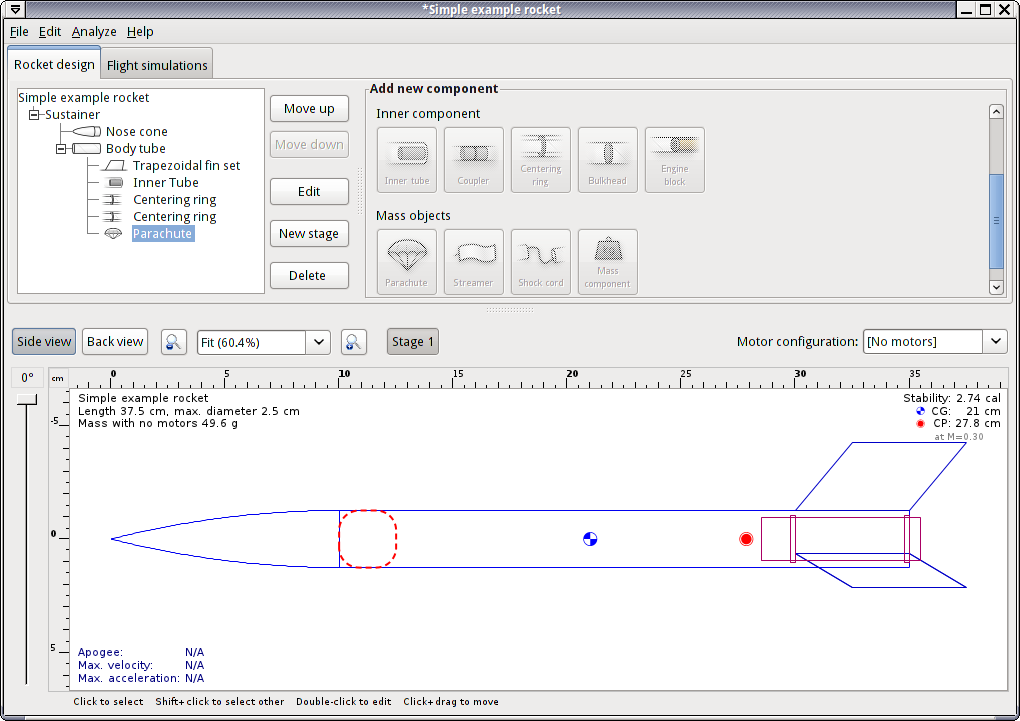 *Simple example rocket
File Edit Analyze Help
Rocket design Flight simulations
Simple example rocket
Sustainer
Nose cone
Body tube
Trapezoidal fin set
Inner Tube
Centering ring
Centering ring
Parachute
Move up
Move down
Edit
New stage
Delete
Add new component
Inner component
Inner tube Coupler Centering ring Bulkhead Engine block
Mass objects
Parachute Streamer Shock cord Mass component
Side view Back view Fit (60.4%) Stage 1 Motor configuration: [No motors]
0° cm 0 5 10 15 20 25 30 35
-5
0
5
Simple example rocket
Length 37.5 cm, max. diameter 2.5 cm
Mass with no motors 49.6 g
Stability: 2.74 cal
CG: 21 cm
CP: 27.8 cm
at M=0.30
Apogee: N/A
Max. velocity: N/A
Max. acceleration: N/A
Click to select Shift+click to select other Double-click to edit Click+drag to move